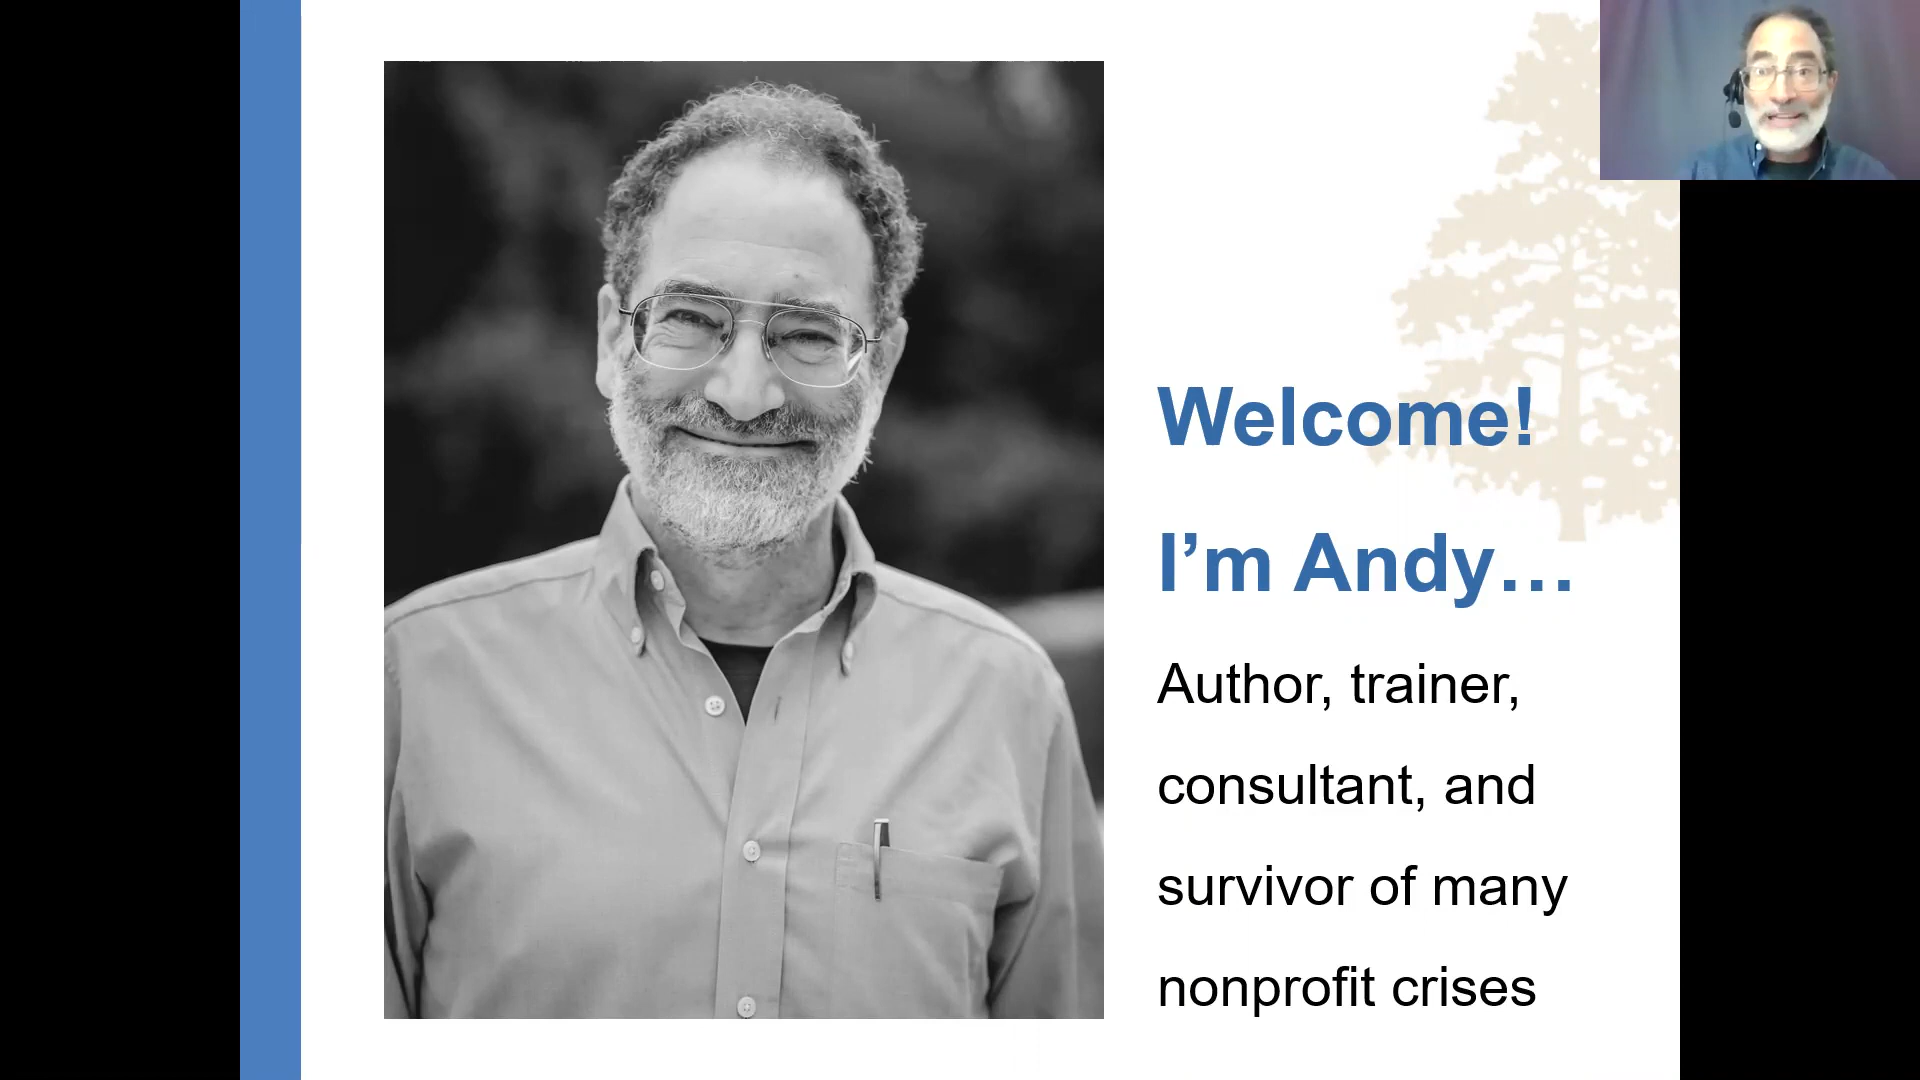 Welcome!
I’m Andy…
Author, trainer,
consultant, and
survivor of many
nonprofit crises